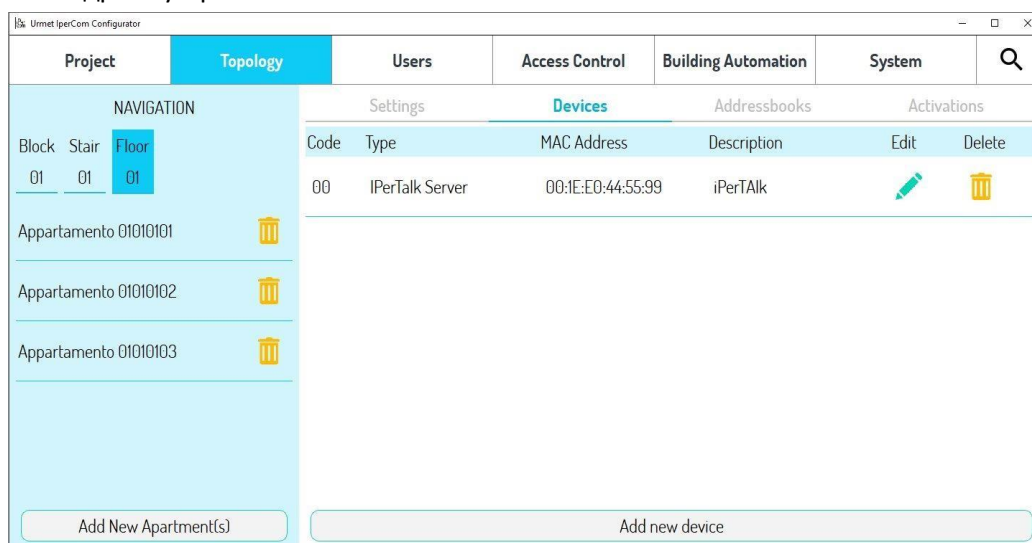 Urmet IperCom Configurator
Project Topology Users Access Control Building Automation System
NAVIGATION
Block Stair Floor
01 01 01
Appartamento 01010101
Appartamento 01010102
Appartamento 01010103
Add New Apartment(s)
Settings Devices Addressbooks Activations
Code Type MAC Address Description Edit Delete
00 IPerTalk Server 00:1E:E0:44:55:99 iPerTAlk
Add new device